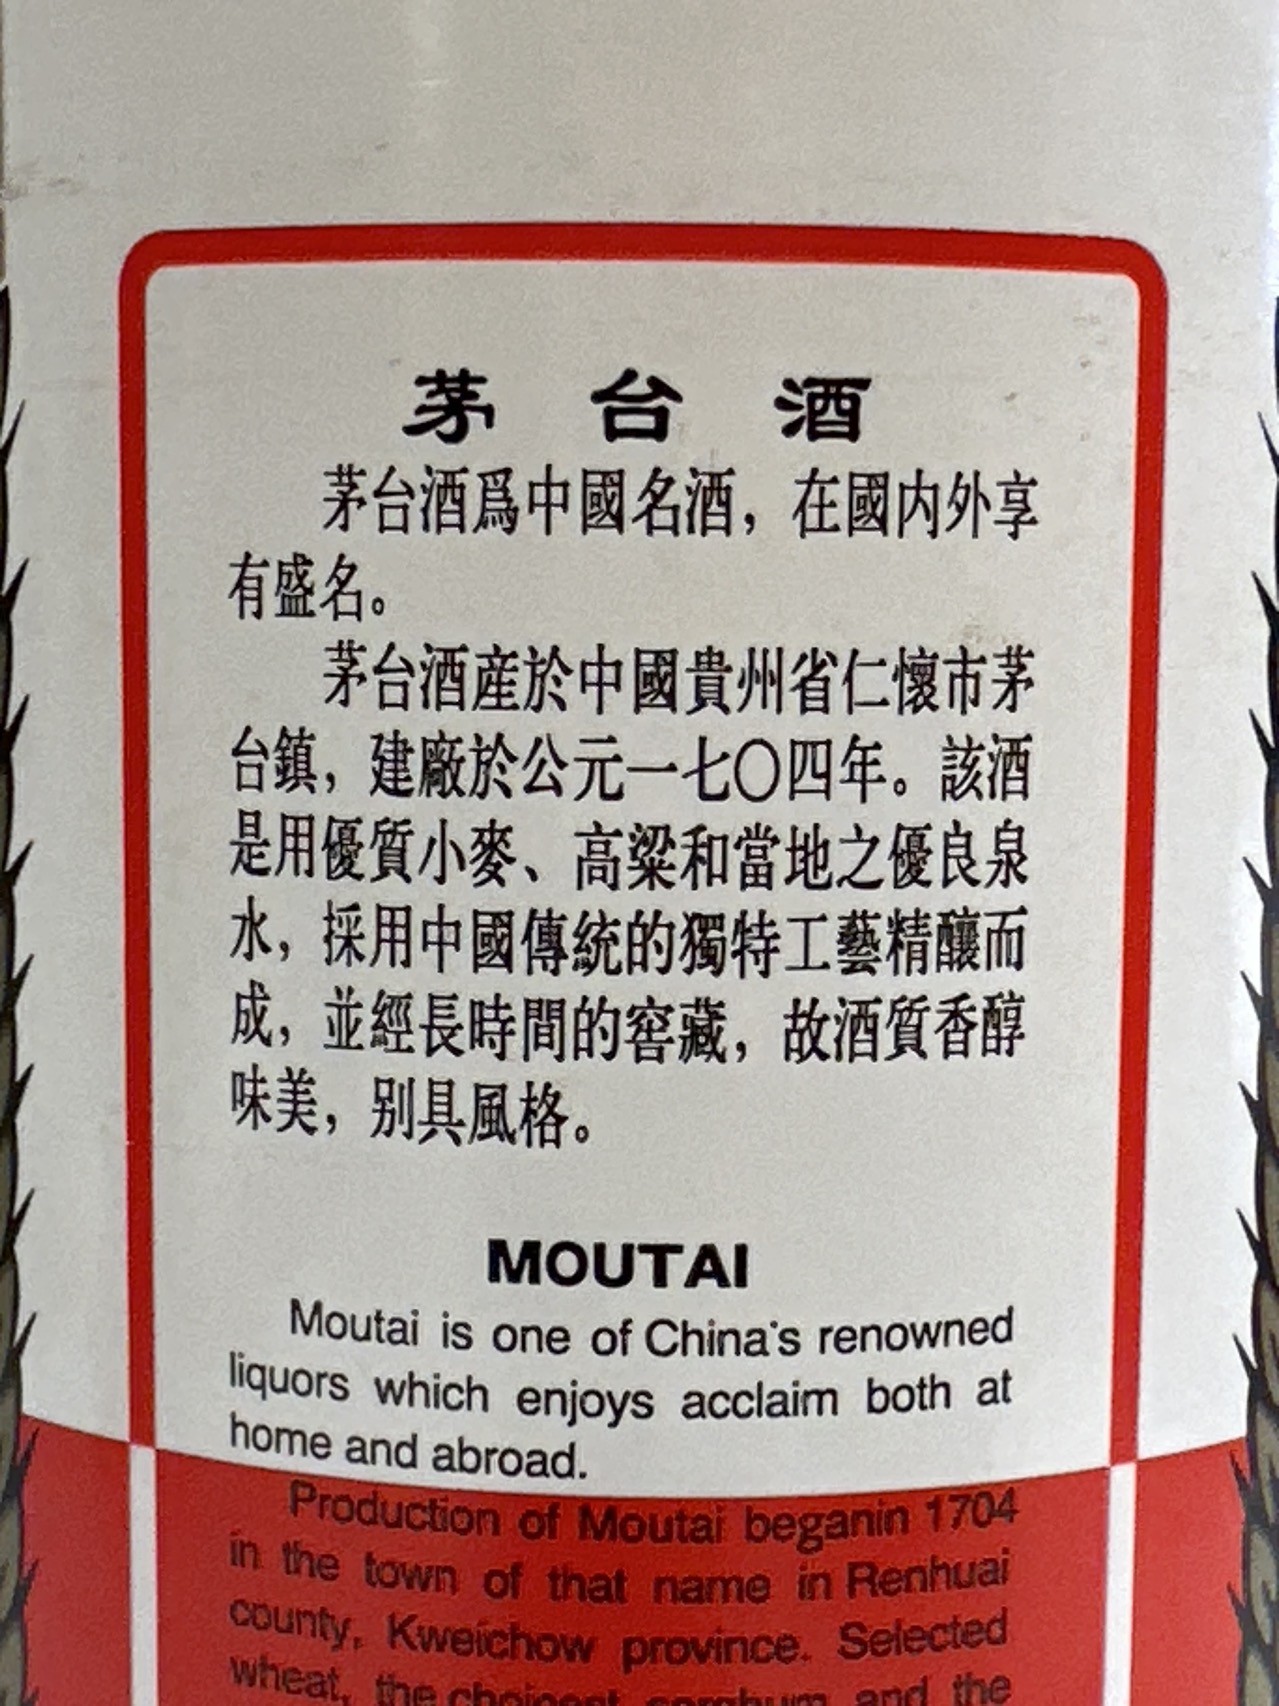 茅台酒
茅台酒爲中國名酒，在國内外享
有盛名。
茅台酒産於中國貴州省仁懷市茅
台鎮，建廠於公元一七〇四年。該酒
是用優質小麥、高粱和當地之優良泉
水，採用中國傳統的獨特工藝精釀而
成，並經長時間的窖藏，故酒質香醇
味美，别具風格。
MOUTAI
Moutai is one of China's renowned
liquors which enjoys acclaim both at
home and abroad.
Production of Moutai beganin 1704
in the town of that name in Renhuai
county, Kweichow province. Selected
wheat, the choicest sorghum and the